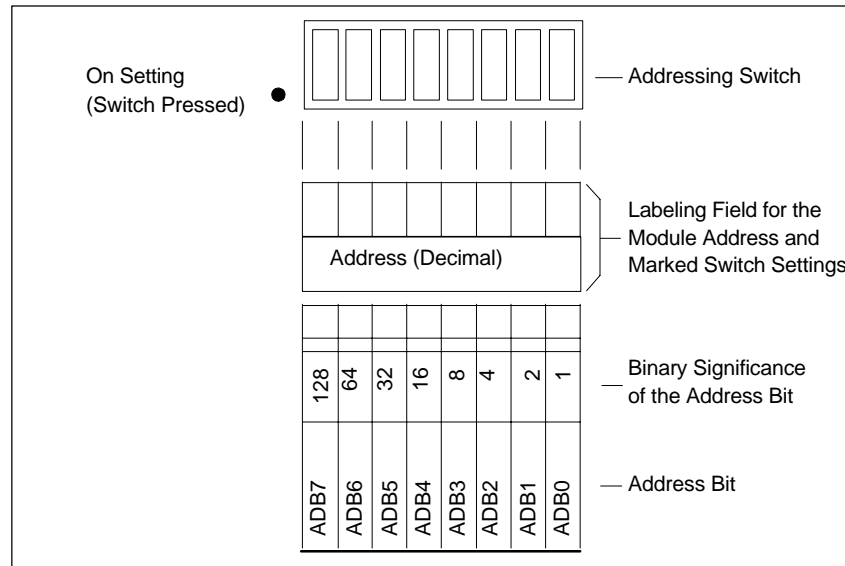 On Setting
(Switch Pressed)
Addressing Switch
Labeling Field for the
Module Address and
Marked Switch Settings
Address (Decimal)
128 64 32 16 8 4 2 1
Binary Significance
of the Address Bit
ADB7 ADB6 ADB5 ADB4 ADB3 ADB2 ADB1 ADB0
Address Bit